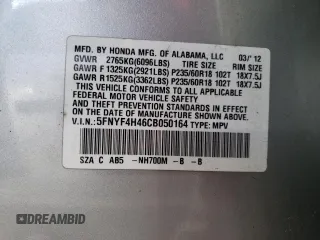 MFD. BY HONDA MFG. OF ALABAMA, LLC 03/'12
GVWR 2765KG(6096LBS) TIRE SIZE RIM SIZE
GAWR F 1325KG(2921LBS) P235/60R18 102T 18X7.5J
GAWR R 1525KG(3362LBS) P235/60R18 102T 18X7.5J
THIS VEHICLE CONFORMS TO ALL APPLICABLE
FEDERAL MOTOR VEHICLE SAFETY
STANDARDS IN EFFECT ON THE
DATE OF MANUFACTURE SHOWN ABOVE.
V.I.N.:5FNYF4H46CB050164 TYPE: MPV
SZA C AB5 -NH700M -B -B
DREAMBID